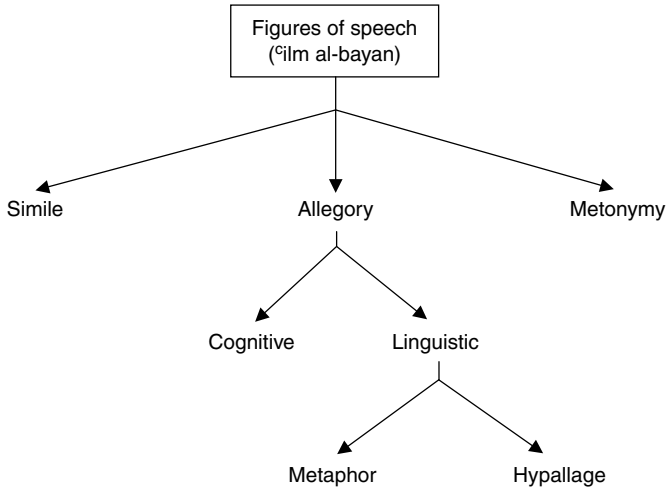 Figures of speech
(ᶜilm al-bayan)
Simile
Allegory
Metonymy
Cognitive
Linguistic
Metaphor
Hypallage